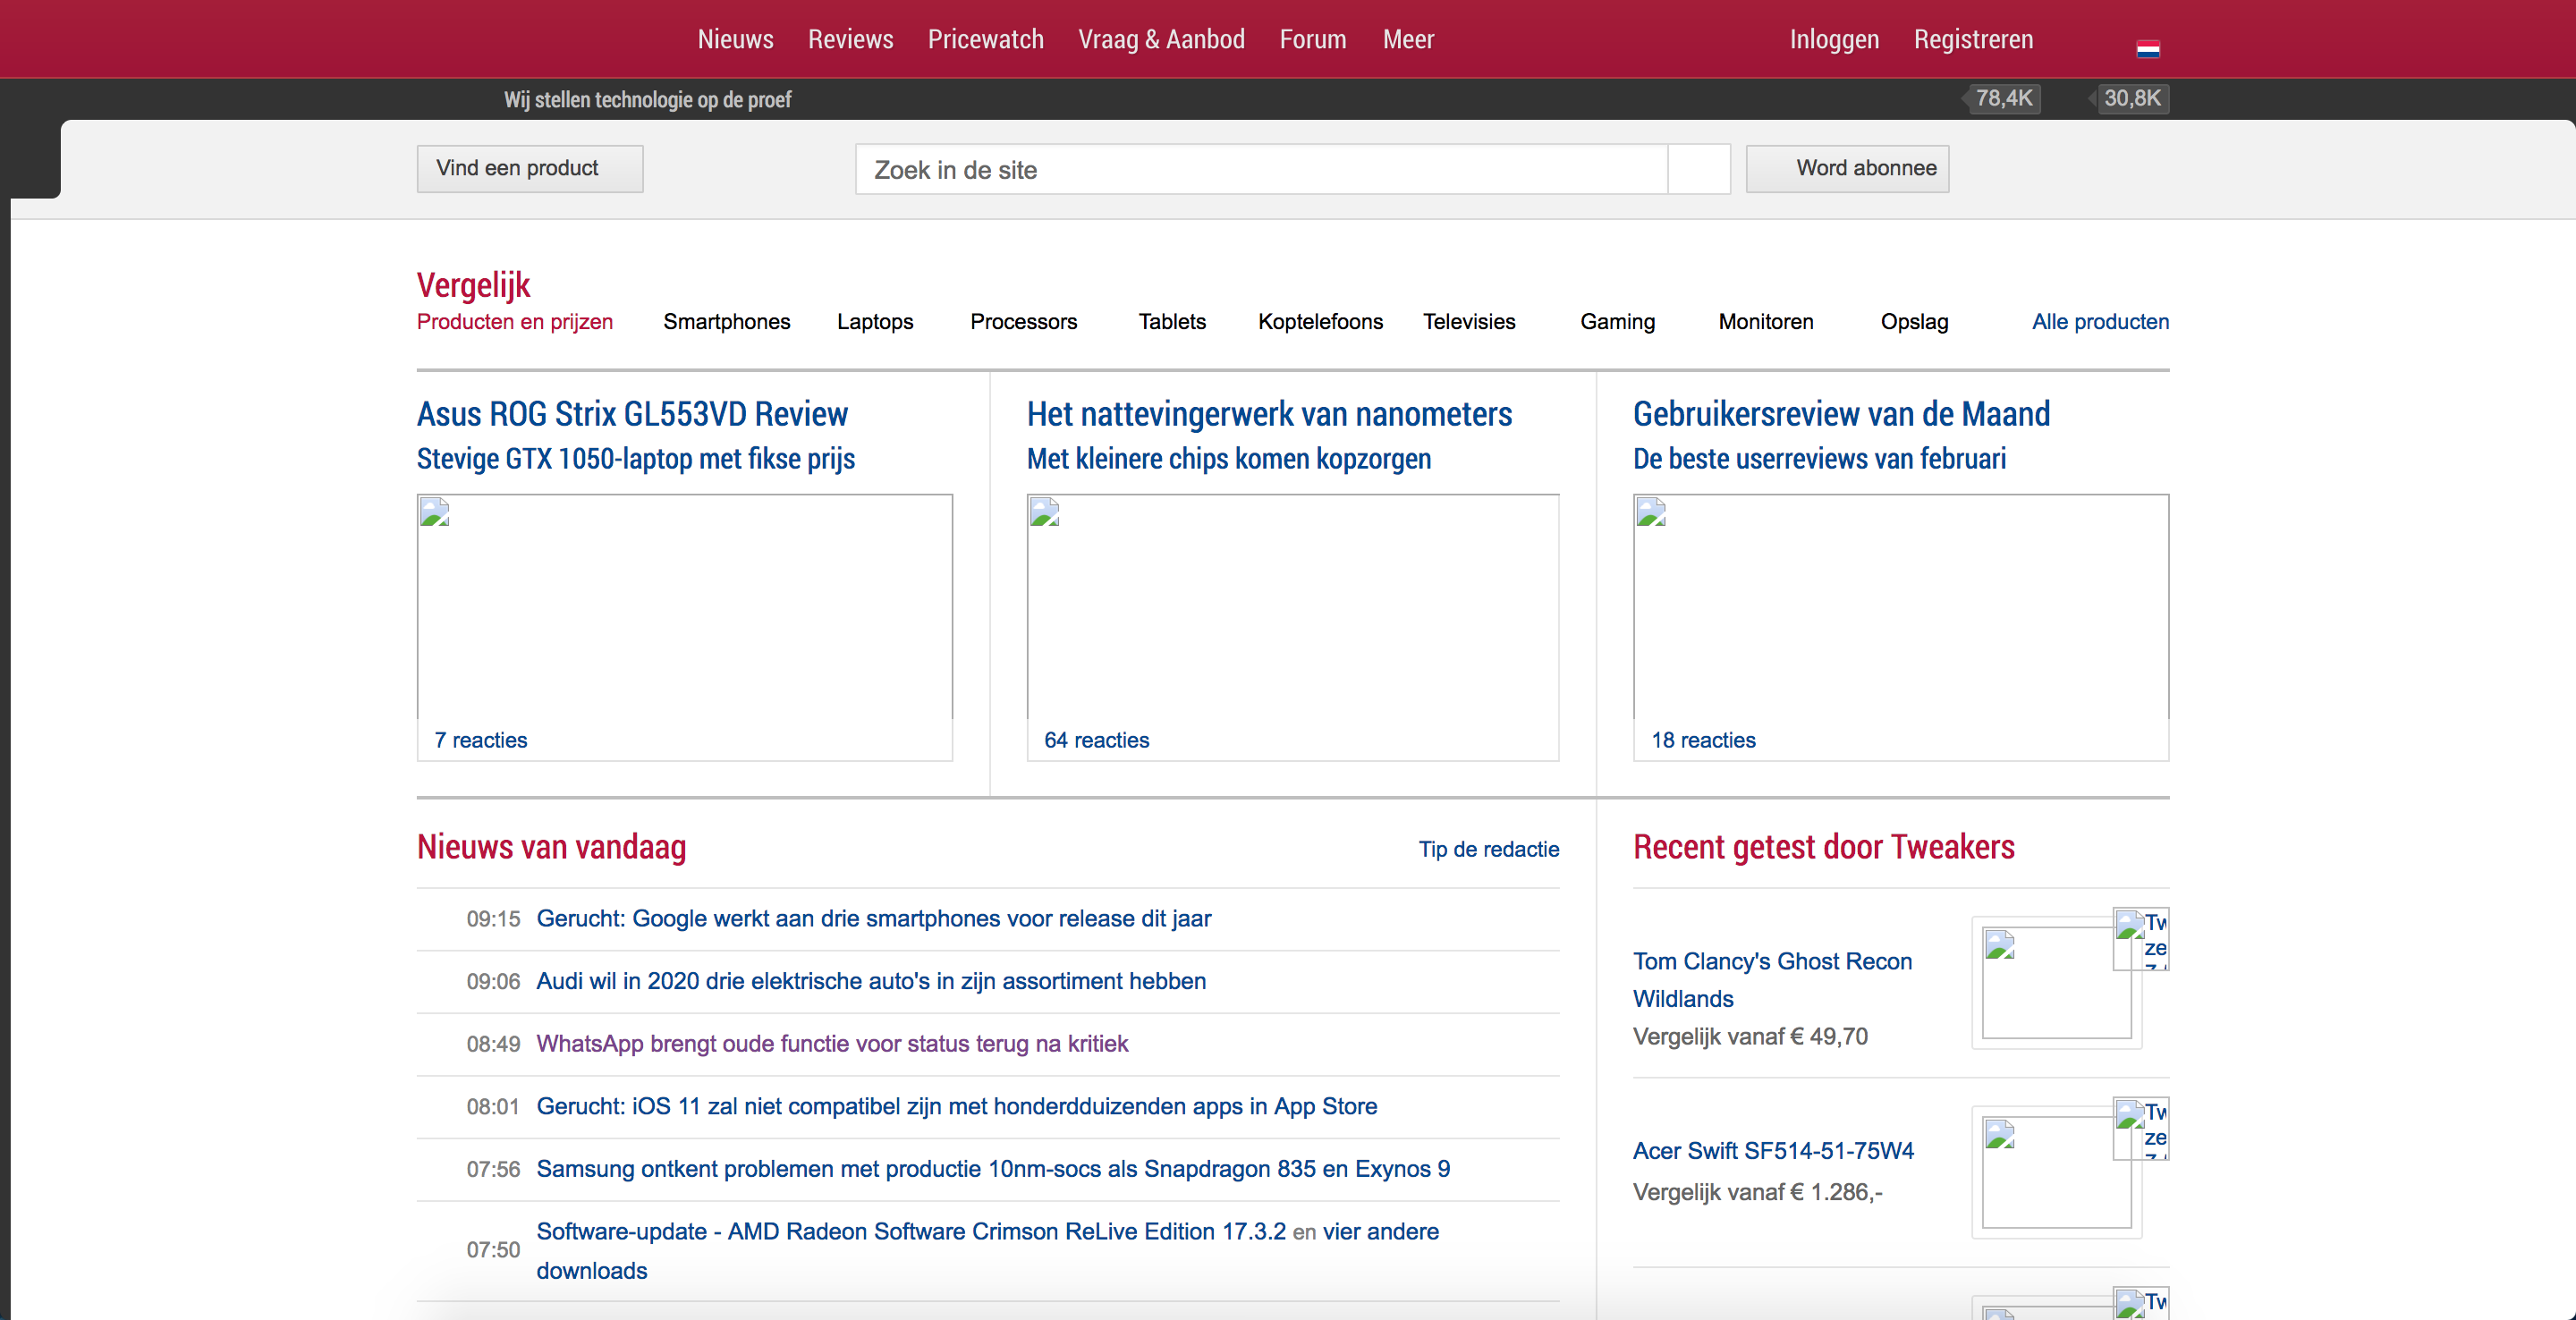 Nieuws Reviews Pricewatch Vraag & Aanbod Forum Meer Inloggen Registreren
Wij stellen technologie op de proef 78,4K 30,8K
Vind een product Zoek in de site Word abonnee
Vergelijk
Producten en prijzen Smartphones Laptops Processors Tablets Koptelefoons Televisies Gaming Monitoren Opslag Alle producten
Asus ROG Strix GL553VD Review
Stevige GTX 1050-laptop met fikse prijs
7 reacties
Het nattevingerwerk van nanometers
Met kleinere chips komen kopzorgen
64 reacties
Gebruikersreview van de Maand
De beste userreviews van februari
18 reacties
Nieuws van vandaag Tip de redactie
09:15 Gerucht: Google werkt aan drie smartphones voor release dit jaar
09:06 Audi wil in 2020 drie elektrische auto's in zijn assortiment hebben
08:49 WhatsApp brengt oude functie voor status terug na kritiek
08:01 Gerucht: iOS 11 zal niet compatibel zijn met honderdduizenden apps in App Store
07:56 Samsung ontkent problemen met productie 10nm-socs als Snapdragon 835 en Exynos 9
07:50 Software-update - AMD Radeon Software Crimson ReLive Edition 17.3.2 en vier andere
downloads
Recent getest door Tweakers
Tom Clancy's Ghost Recon
Wildlands
Vergelijk vanaf € 49,70
Tw
ze
Acer Swift SF514-51-75W4
Vergelijk vanaf € 1.286,-
Tw
ze
Tw